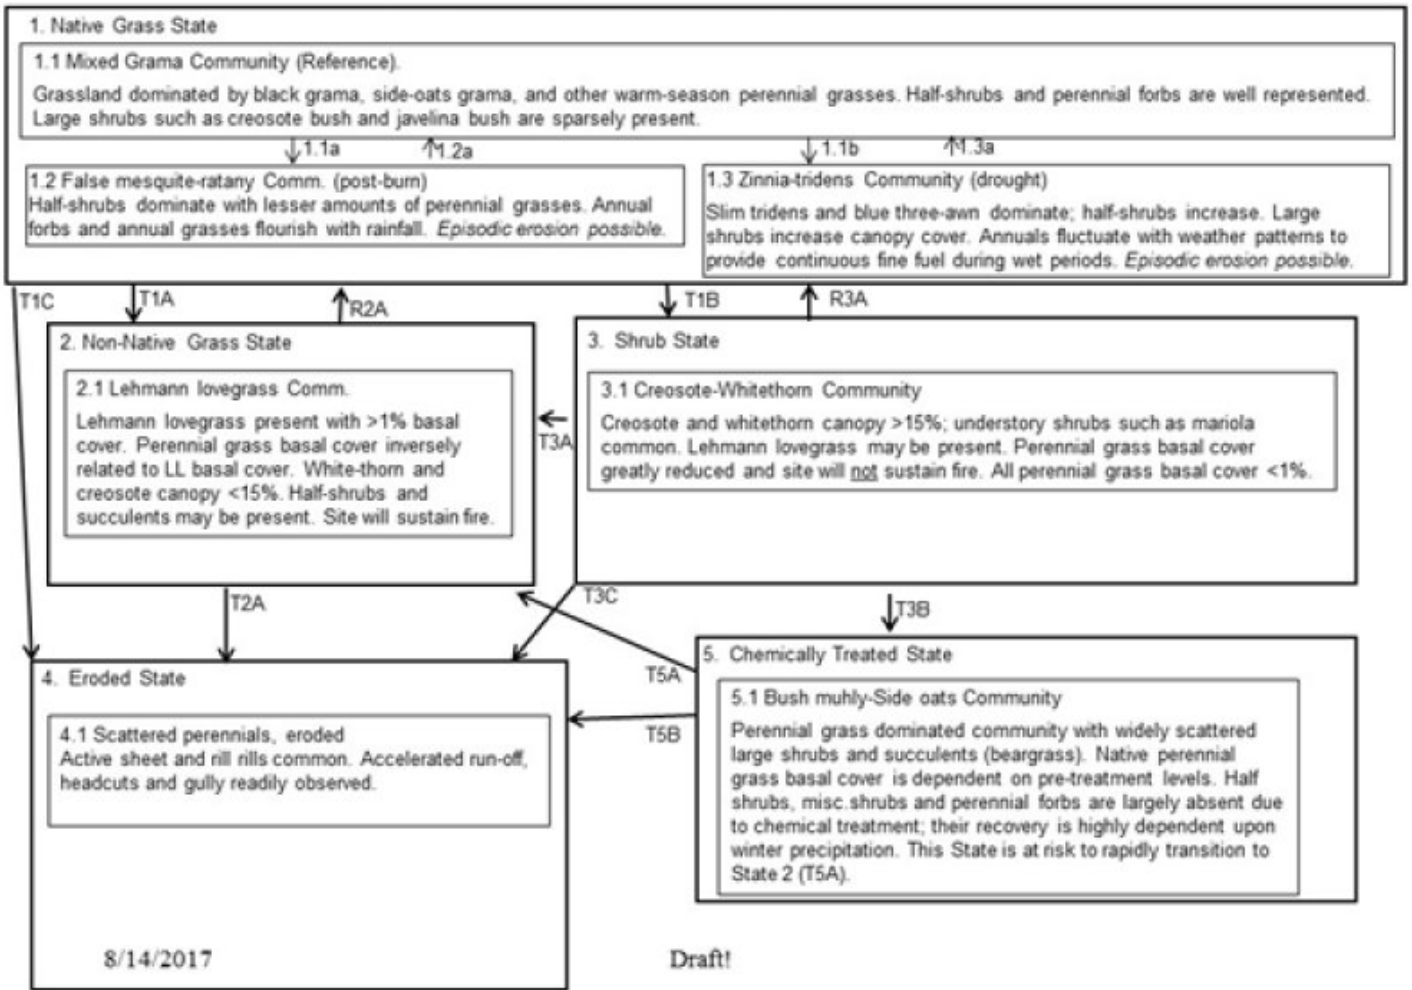 1. Native Grass State
1.1 Mixed Grama Community (Reference).
Grassland dominated by black grama, side-oats grama, and other warm-season perennial grasses. Half-shrubs and perennial forbs are well represented.
Large shrubs such as creosote bush and javelina bush are sparsely present.
1.1a
1.2a
1.1b
1.3a
1.2 False mesquite-ratany Comm. (post-burn)
Half-shrubs dominate with lesser amounts of perennial grasses. Annual
forbs and annual grasses flourish with rainfall. Episodic erosion possible.
1.3 Zinnia-tridens Community (drought)
Slim tridens and blue three-awn dominate; half-shrubs increase. Large
shrubs increase canopy cover. Annuals fluctuate with weather patterns to
provide continuous fine fuel during wet periods. Episodic erosion possible.
T1C
T1A
R2A
T1B
R3A
2. Non-Native Grass State
2.1 Lehmann lovegrass Comm.
Lehmann lovegrass present with >1% basal
cover. Perennial grass basal cover inversely
related to LL basal cover. White-thorn and
creosote canopy <15%. Half-shrubs and
succulents may be present. Site will sustain fire.
T3A
3. Shrub State
3.1 Creosote-Whitethorn Community
Creosote and whitethorn canopy >15%; understory shrubs such as mariola
common. Lehmann lovegrass may be present. Perennial grass basal cover
greatly reduced and site will not sustain fire. All perennial grass basal cover <1%.
T2A
T3C
T3B
4. Eroded State
4.1 Scattered perennials, eroded
Active sheet and rill rills common. Accelerated run-off,
headcuts and gully readily observed.
T5A
T5B
5. Chemically Treated State
5.1 Bush muhly-Side oats Community
Perennial grass dominated community with widely scattered
large shrubs and succulents (beargrass). Native perennial
grass basal cover is dependent on pre-treatment levels. Half
shrubs, misc.shrubs and perennial forbs are largely absent due
to chemical treatment; their recovery is highly dependent upon
winter precipitation. This State is at risk to rapidly transition to
State 2 (T5A).
8/14/2017
Draft!